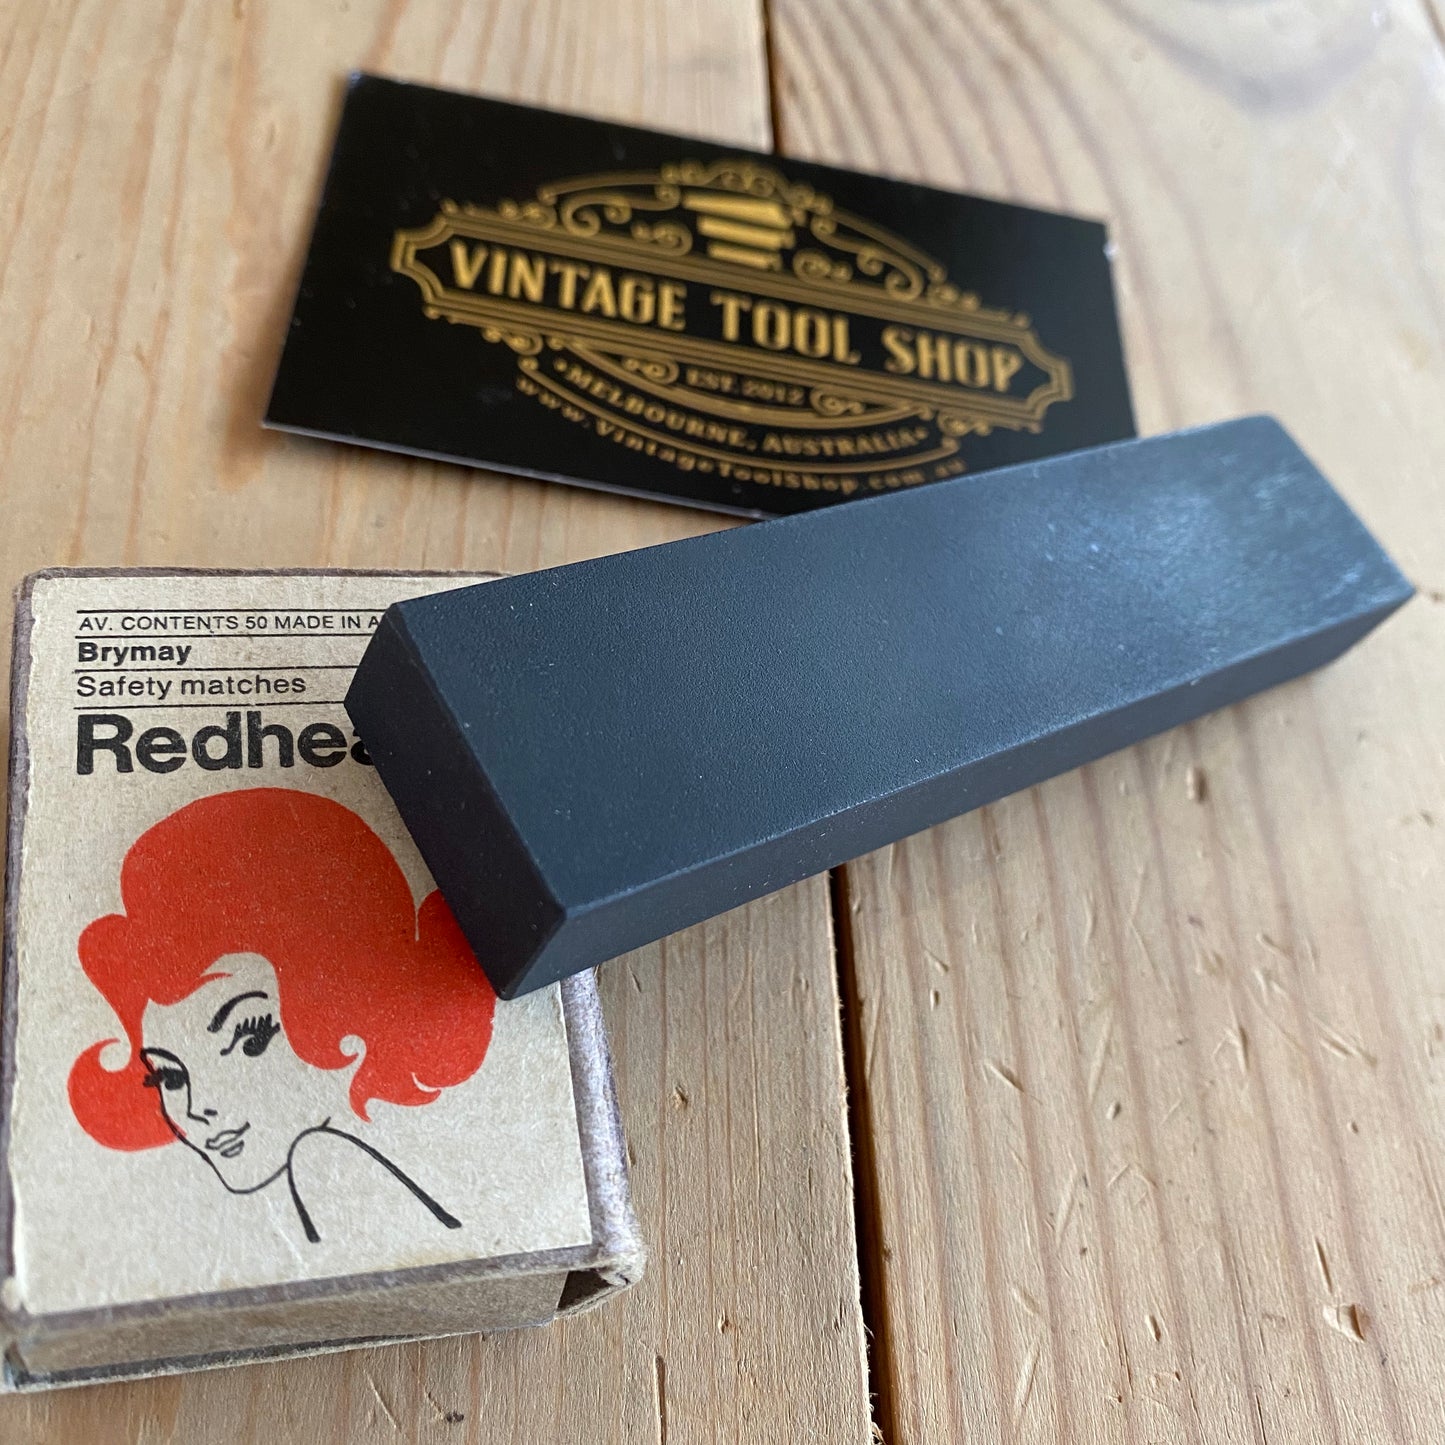 VINTAGE TOOL SHOP
EST. 2012
• MELBOURNE, AUSTRALIA •
www.VintageToolShop.com.au
AV. CONTENTS 50 MADE IN A
Brymay
Safety matches
Redhea